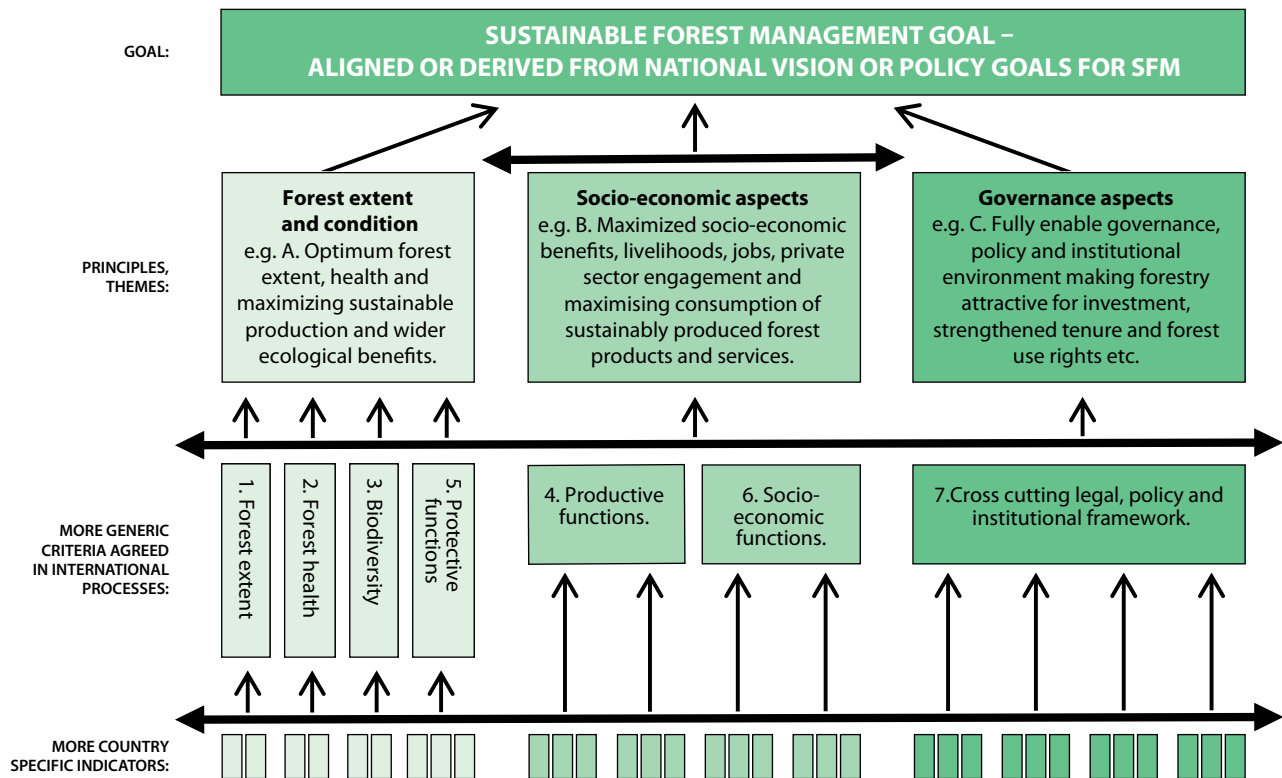 GOAL:
SUSTAINABLE FOREST MANAGEMENT GOAL –
ALIGNED OR DERIVED FROM NATIONAL VISION OR POLICY GOALS FOR SFM
PRINCIPLES,
THEMES:
Forest extent
and condition
e.g. A. Optimum forest
extent, health and
maximizing sustainable
production and wider
ecological benefits.
Socio-economic aspects
e.g. B. Maximized socio-economic
benefits, livelihoods, jobs, private
sector engagement and
maximising consumption of
sustainably produced forest
products and services.
Governance aspects
e.g. C. Fully enable governance,
policy and institutional
environment making forestry
attractive for investment,
strengthened tenure and forest
use rights etc.
MORE GENERIC
CRITERIA AGREED
IN INTERNATIONAL
PROCESSES:
1. Forest extent
2. Forest health
3. Biodiversity
5. Protective
functions
4. Productive
functions.
6. Socio-
economic
functions.
7.Cross cutting legal, policy and
institutional framework.
MORE COUNTRY
SPECIFIC INDICATORS: